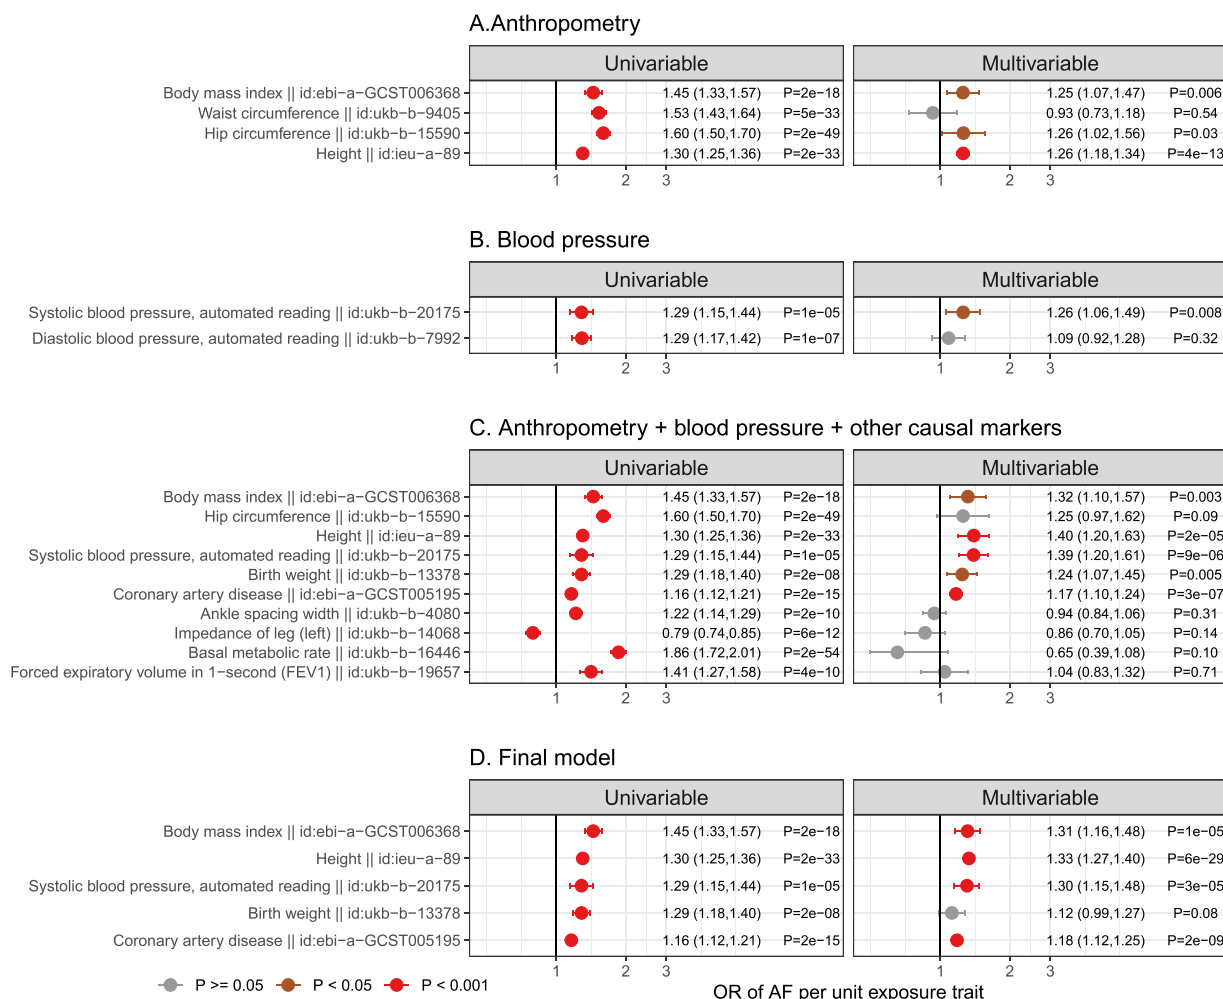 A.Anthropometry
Univariable
Multivariable
Body mass index || id:ebi−a−GCST006368 1.45 (1.33,1.57) P=2e−18 1.25 (1.07,1.47) P=0.006
Waist circumference || id:ukb−b−9405 1.53 (1.43,1.64) P=5e−33 0.93 (0.73,1.18) P=0.54
Hip circumference || id:ukb−b−15590 1.60 (1.50,1.70) P=2e−49 1.26 (1.02,1.56) P=0.03
Height || id:ieu−a−89 1.30 (1.25,1.36) P=2e−33 1.26 (1.18,1.34) P=4e−13
1 2 3 1 2 3
B. Blood pressure
Univariable
Multivariable
Systolic blood pressure, automated reading || id:ukb−b−20175 1.29 (1.15,1.44) P=1e−05 1.26 (1.06,1.49) P=0.008
Diastolic blood pressure, automated reading || id:ukb−b−7992 1.29 (1.17,1.42) P=1e−07 1.09 (0.92,1.28) P=0.32
1 2 3 1 2 3
C. Anthropometry + blood pressure + other causal markers
Univariable
Multivariable
Body mass index || id:ebi−a−GCST006368 1.45 (1.33,1.57) P=2e−18 1.32 (1.10,1.57) P=0.003
Hip circumference || id:ukb−b−15590 1.60 (1.50,1.70) P=2e−49 1.25 (0.97,1.62) P=0.09
Height || id:ieu−a−89 1.30 (1.25,1.36) P=2e−33 1.40 (1.20,1.63) P=2e−05
Systolic blood pressure, automated reading || id:ukb−b−20175 1.29 (1.15,1.44) P=1e−05 1.39 (1.20,1.61) P=9e−06
Birth weight || id:ukb−b−13378 1.29 (1.18,1.40) P=2e−08 1.24 (1.07,1.45) P=0.005
Coronary artery disease || id:ebi−a−GCST005195 1.16 (1.12,1.21) P=2e−15 1.17 (1.10,1.24) P=3e−07
Ankle spacing width || id:ukb−b−4080 1.22 (1.14,1.29) P=2e−10 0.94 (0.84,1.06) P=0.31
Impedance of leg (left) || id:ukb−b−14068 0.79 (0.74,0.85) P=6e−12 0.86 (0.70,1.05) P=0.14
Basal metabolic rate || id:ukb−b−16446 1.86 (1.72,2.01) P=2e−54 0.65 (0.39,1.08) P=0.10
Forced expiratory volume in 1−second (FEV1) || id:ukb−b−19657 1.41 (1.27,1.58) P=4e−10 1.04 (0.83,1.32) P=0.71
1 2 3 1 2 3
D. Final model
Univariable
Multivariable
Body mass index || id:ebi−a−GCST006368 1.45 (1.33,1.57) P=2e−18 1.31 (1.16,1.48) P=1e−05
Height || id:ieu−a−89 1.30 (1.25,1.36) P=2e−33 1.33 (1.27,1.40) P=6e−29
Systolic blood pressure, automated reading || id:ukb−b−20175 1.29 (1.15,1.44) P=1e−05 1.30 (1.15,1.48) P=3e−05
Birth weight || id:ukb−b−13378 1.29 (1.18,1.40) P=2e−08 1.12 (0.99,1.27) P=0.08
Coronary artery disease || id:ebi−a−GCST005195 1.16 (1.12,1.21) P=2e−15 1.18 (1.12,1.25) P=2e−09
1 2 3 1 2 3
P >= 0.05 P < 0.05 P < 0.001
OR of AF per unit exposure trait